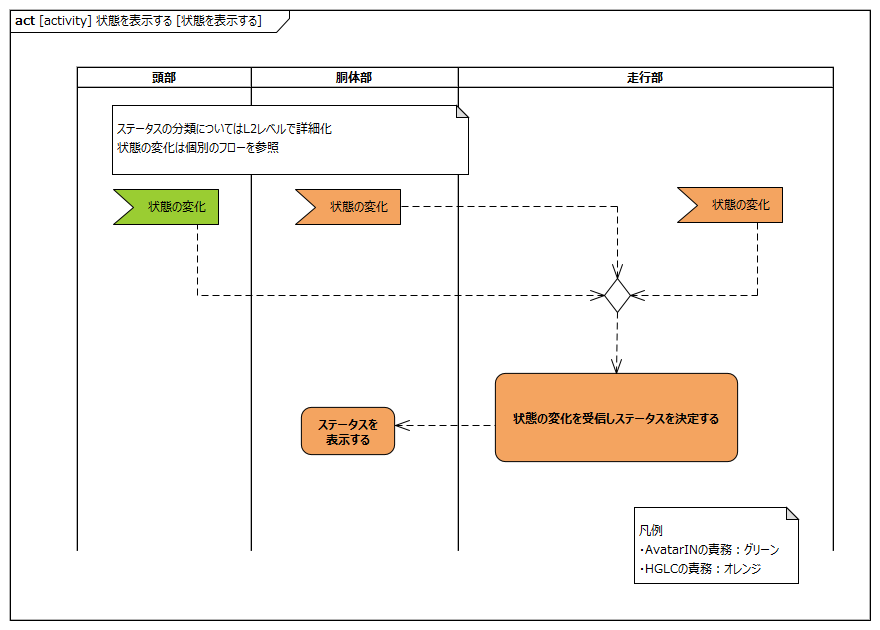 act [activity] 状態を表示する [状態を表示する]
頭部
胴体部
走行部
ステータスの分類についてはL2レベルで詳細化
状態の変化は個別のフローを参照
状態の変化
状態の変化
状態の変化
状態の変化を受信しステータスを決定する
ステータスを
表示する
凡例
・AvatarINの責務：グリーン
・HGLCの責務：オレンジ